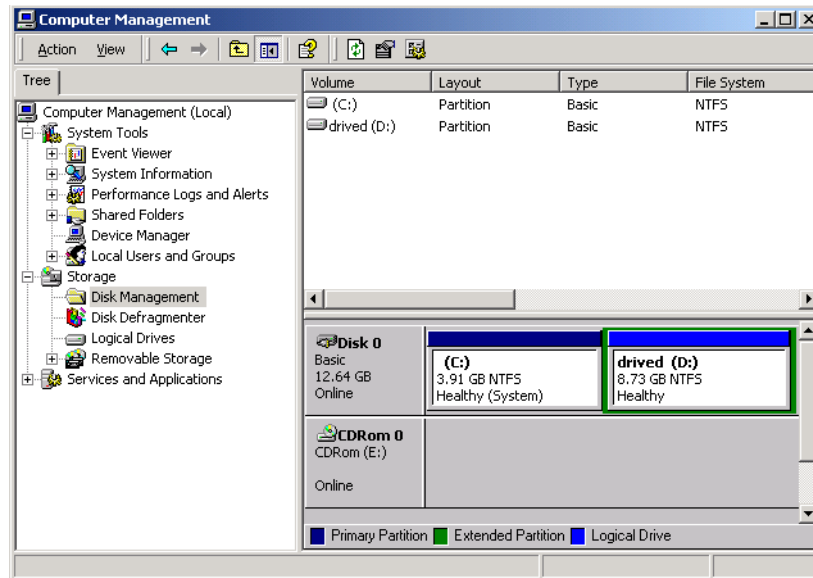 Computer Management
Action View
Tree
Computer Management (Local)
System Tools
Event Viewer
System Information
Performance Logs and Alerts
Shared Folders
Device Manager
Local Users and Groups
Storage
Disk Management
Disk Defragmenter
Logical Drives
Removable Storage
Services and Applications
Volume Layout Type File System
(C:) Partition Basic NTFS
drived (D:) Partition Basic NTFS
Disk 0
Basic
12.64 GB
Online
(C:)
3.91 GB NTFS
Healthy (System)
drived (D:)
8.73 GB NTFS
Healthy
CDRom 0
CDRom (E:)
Online
Primary Partition Extended Partition Logical Drive